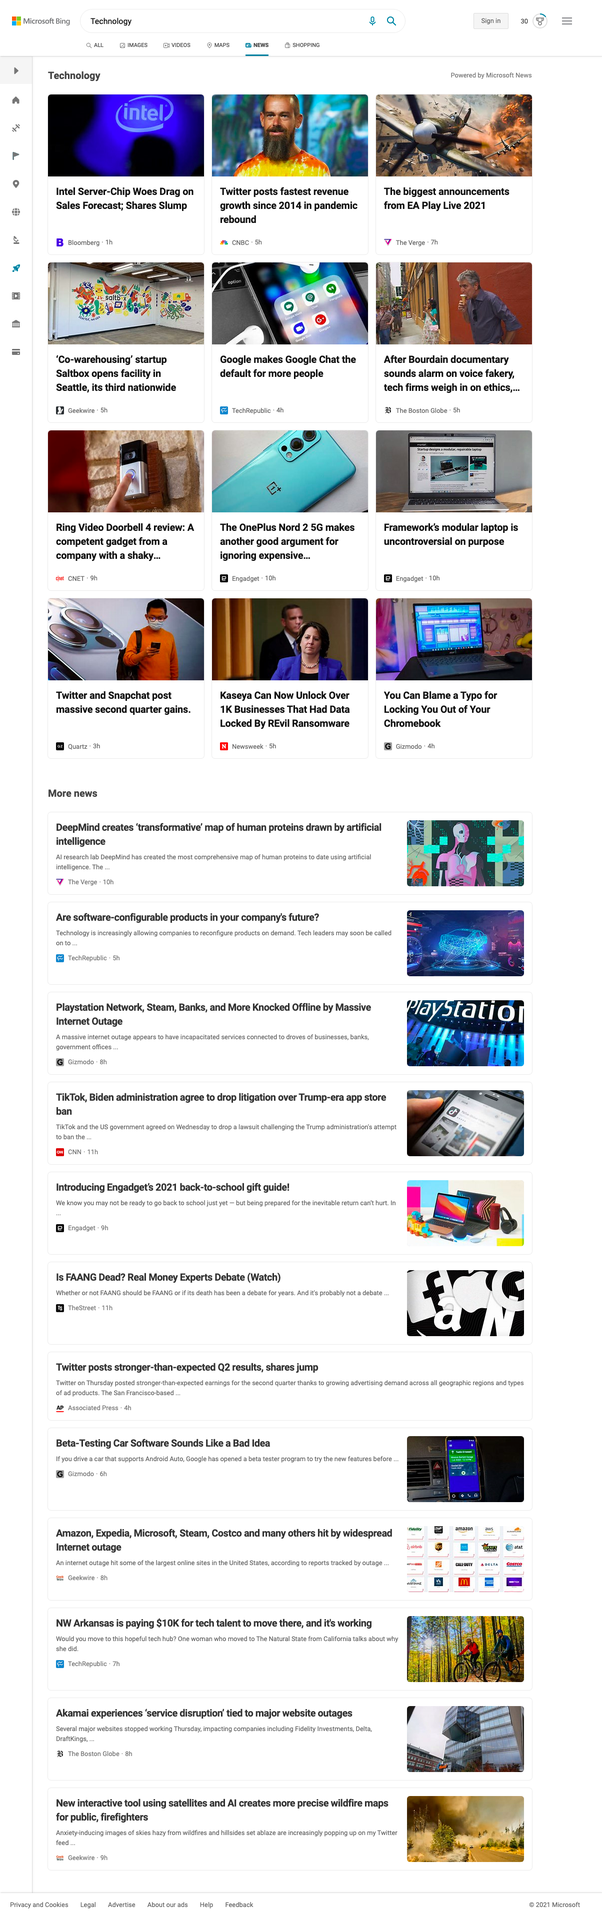 Microsoft Bing
Technology
Sign in
30
ALL
IMAGES
VIDEOS
MAPS
NEWS
SHOPPING
Technology
Powered by Microsoft News
intel
Intel Server-Chip Woes Drag on
Sales Forecast; Shares Slump
Bloomberg · 1h
Twitter posts fastest revenue
growth since 2014 in pandemic
rebound
CNBC · 5h
The biggest announcements
from EA Play Live 2021
The Verge · 7h
saltbox
option
'Co-warehousing' startup
Saltbox opens facility in
Seattle, its third nationwide
Geekwire · 5h
Google makes Google Chat the
default for more people
TechRepublic · 4h
After Bourdain documentary
sounds alarm on voice fakery,
tech firms weigh in on ethics,...
The Boston Globe · 5h
Ring Video Doorbell 4 review: A
competent gadget from a
company with a shaky...
CNET · 9h
The OnePlus Nord 2 5G makes
another good argument for
ignoring expensive...
Engadget · 10h
Framework's modular laptop is
uncontroversial on purpose
Engadget · 10h
Twitter and Snapchat post
massive second quarter gains.
Quartz · 3h
Kaseya Can Now Unlock Over
1K Businesses That Had Data
Locked By REvil Ransomware
Newsweek · 5h
You Can Blame a Typo for
Locking You Out of Your
Chromebook
Gizmodo · 4h
More news
DeepMind creates 'transformative' map of human proteins drawn by artificial
intelligence
AI research lab DeepMind has created the most comprehensive map of human proteins to date using artificial
intelligence. The ...
The Verge · 10h
Are software-configurable products in your company's future?
Technology is increasingly allowing companies to reconfigure products on demand. Tech leaders may soon be called
on to ...
TechRepublic · 5h
Playstation Network, Steam, Banks, and More Knocked Offline by Massive
Internet Outage
A massive internet outage appears to have incapacitated services connected to droves of businesses, banks,
government offices ...
Gizmodo · 8h
PlayStation
TikTok, Biden administration agree to drop litigation over Trump-era app store
ban
TikTok and the US government agreed on Wednesday to drop a lawsuit challenging the Trump administration's attempt
to ban the ...
CNN · 11h
Introducing Engadget's 2021 back-to-school gift guide!
We know you may not be ready to go back to school just yet — but being prepared for the inevitable return can't hurt. In
...
Engadget · 9h
Is FAANG Dead? Real Money Experts Debate (Watch)
Whether or not FAANG should be FAANG or if its death has been a debate for years. And it's probably not a debate ...
TheStreet · 11h
Twitter posts stronger-than-expected Q2 results, shares jump
Twitter on Thursday posted stronger-than-expected earnings for the second quarter thanks to growing advertising demand across all geographic regions and types
of ad products. The San Francisco-based ...
AP Associated Press · 4h
Beta-Testing Car Software Sounds Like a Bad Idea
If you drive a car that supports Android Auto, Google has opened a beta tester program to try the new features before ...
Gizmodo · 6h
Amazon, Expedia, Microsoft, Steam, Costco and many others hit by widespread
Internet outage
An internet outage hit some of the largest online sites in the United States, according to reports tracked by outage ...
Geekwire · 8h
Fidelity
amazon
aws
airbnb
ups
at&t
CALL OF DUTY
DELTA
COSTCO
NW Arkansas is paying $10K for tech talent to move there, and it's working
Would you move to this hopeful tech hub? One woman who moved to The Natural State from California talks about why
she did.
TechRepublic · 7h
Akamai experiences 'service disruption' tied to major website outages
Several major websites stopped working Thursday, impacting companies including Fidelity Investments, Delta,
DraftKings, ...
The Boston Globe · 8h
New interactive tool using satellites and AI creates more precise wildfire maps
for public, firefighters
Anxiety-inducing images of skies hazy from wildfires and hillsides set ablaze are increasingly popping up on my Twitter
feed ...
Geekwire · 9h
Privacy and Cookies
Legal
Advertise
About our ads
Help
Feedback
© 2021 Microsoft